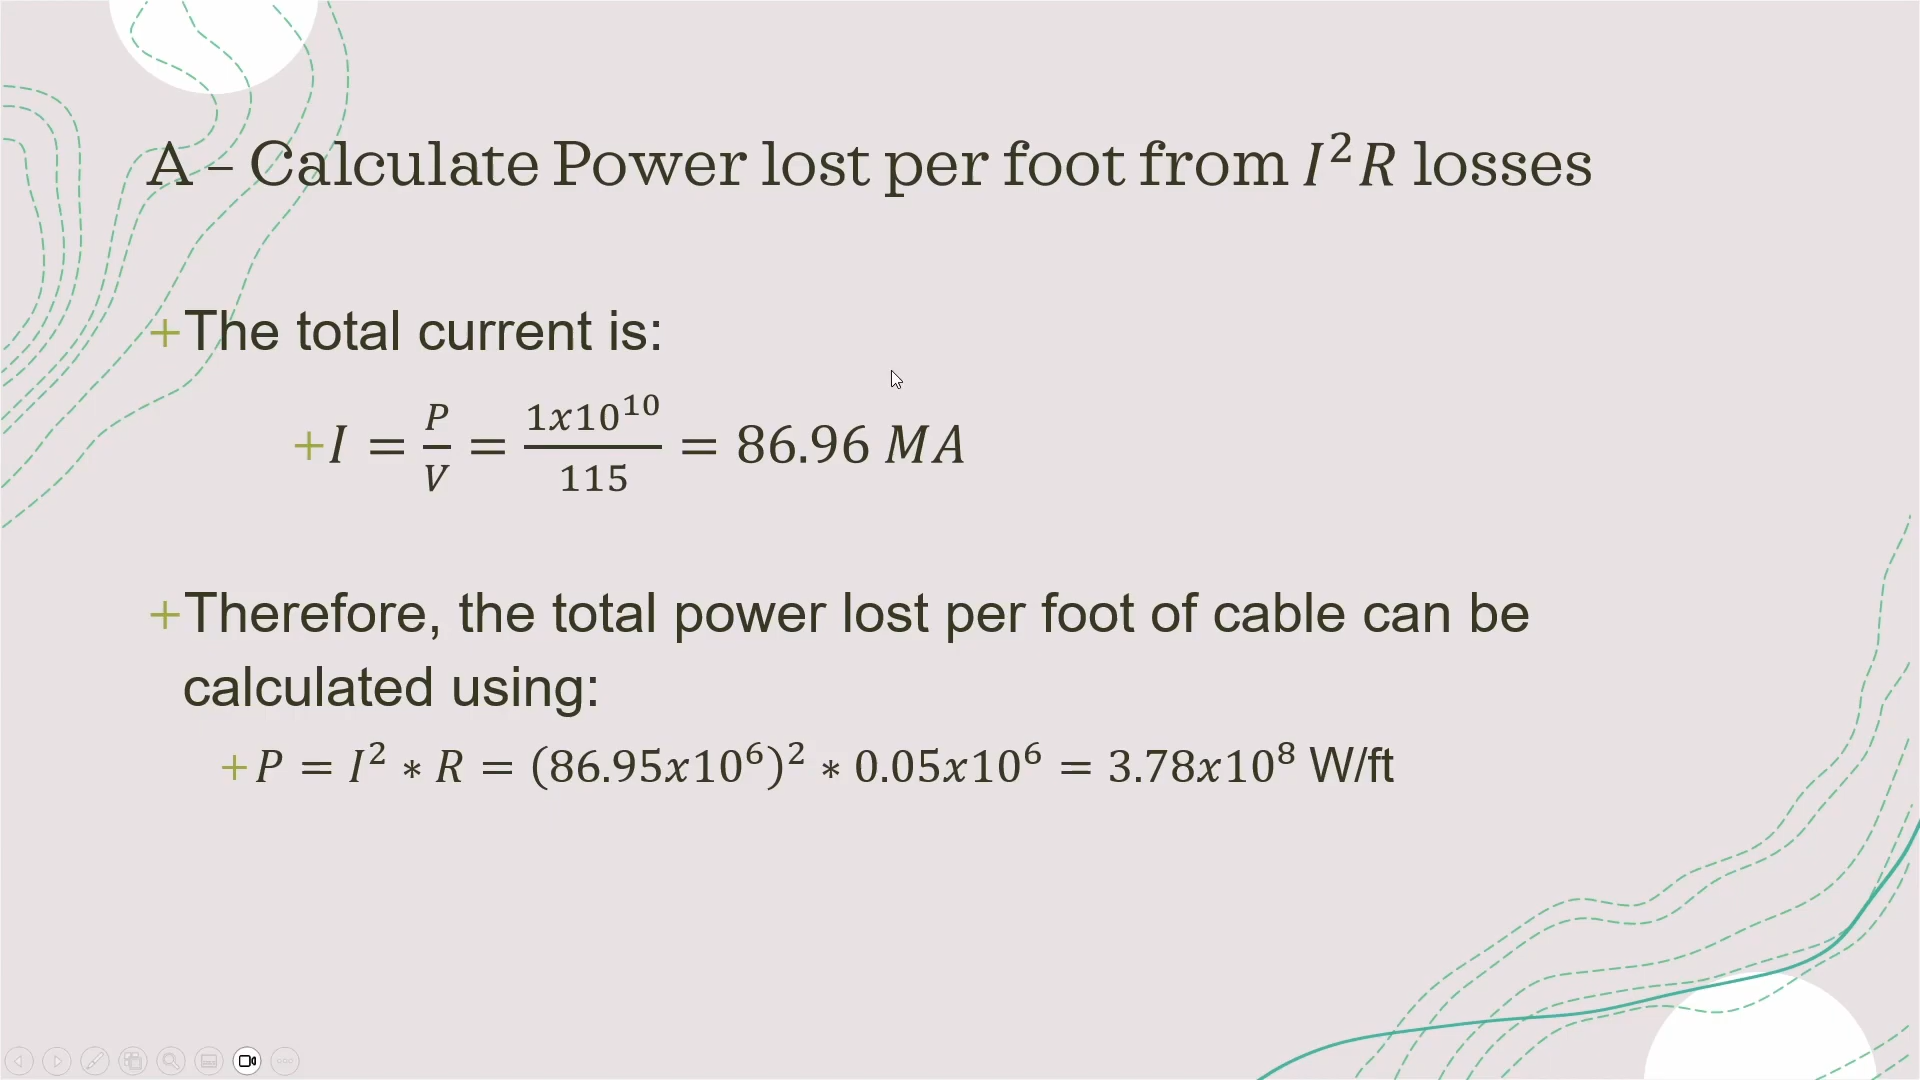 A – Calculate Power lost per foot from I²R losses
+The total current is:
+I = P/V = 1x10¹⁰/115 = 86.96 MA
+Therefore, the total power lost per foot of cable can be
calculated using:
+P = I² ∗ R = (86.95x10⁶)² ∗ 0.05x10⁶ = 3.78x10⁸ W/ft